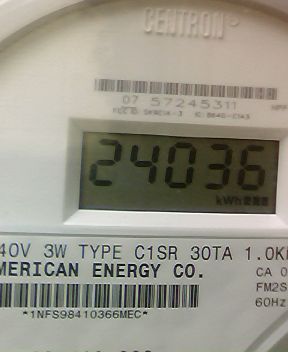 CENTRON
07 57245311
24036
kWh
40V 3W TYPE C1SR 30TA 1.0K
MERICAN ENERGY CO.
CA 0
FM2S
60Hz
*1NFS98410366MEC*